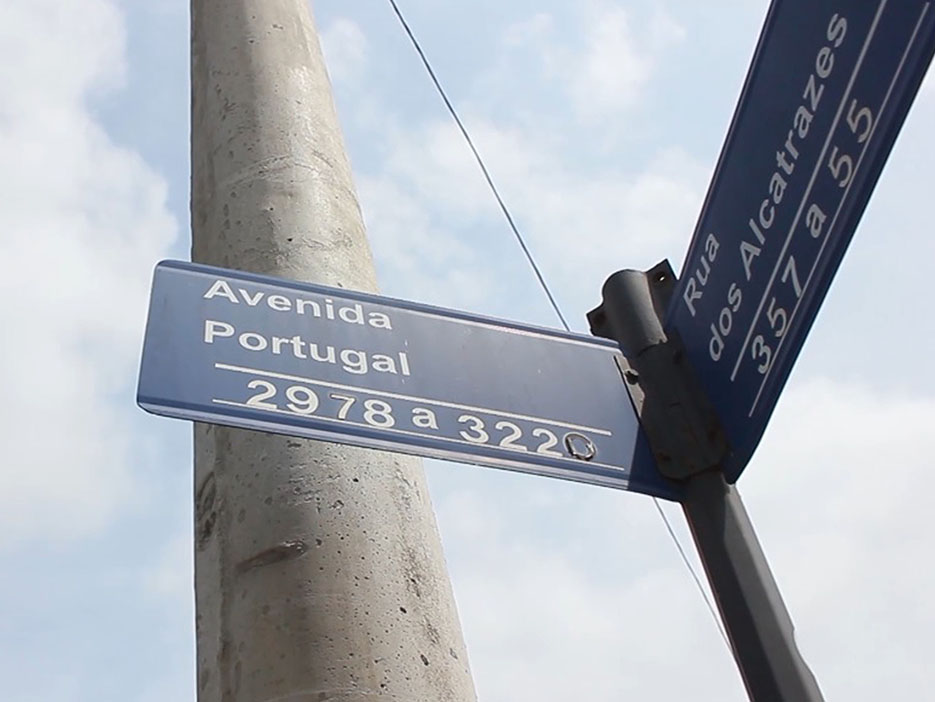 Avenida
Portugal
2978 a 3220
Rua
dos Alcatrazes
357 a 55